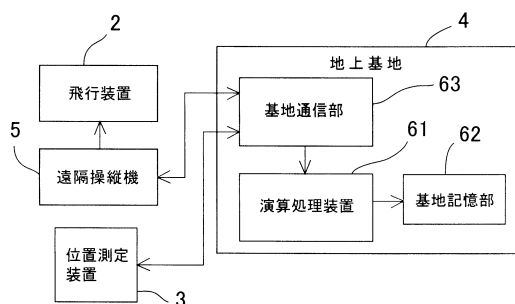 2
飛行装置
5
遠隔操縦機
位置測定
装置
3
4
地上基地
63
基地通信部
61
演算処理装置
62
基地記憶部